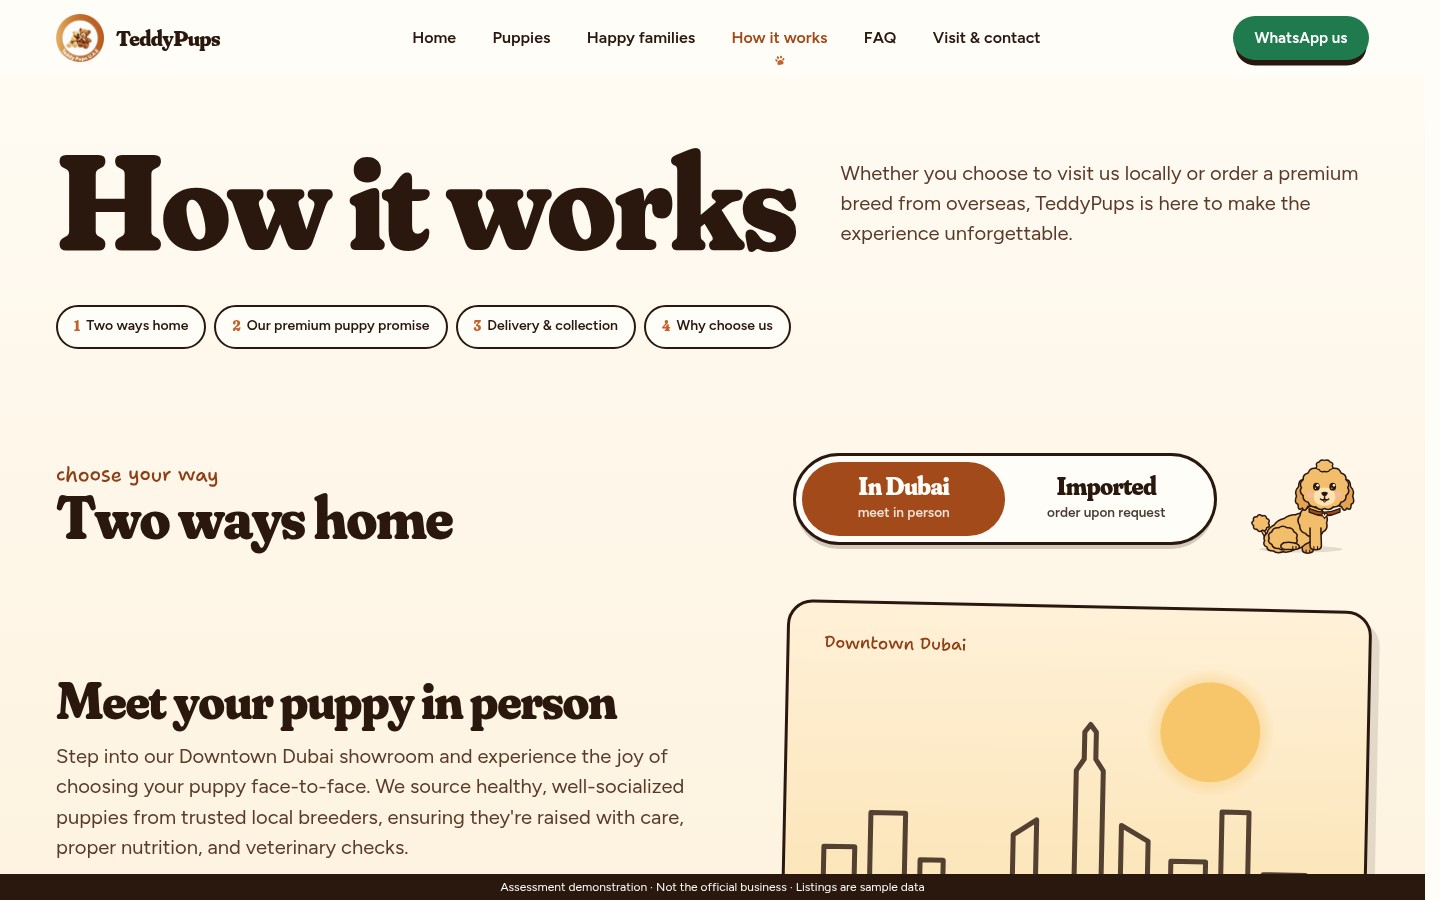 TeddyPups
Home
Puppies
Happy families
How it works
FAQ
Visit & contact
WhatsApp us
How it works
Whether you choose to visit us locally or order a premium
breed from overseas, TeddyPups is here to make the
experience unforgettable.
1 Two ways home
2 Our premium puppy promise
3 Delivery & collection
4 Why choose us
choose your way
Two ways home
In Dubai
meet in person
Imported
order upon request
Downtown Dubai
Meet your puppy in person
Step into our Downtown Dubai showroom and experience the joy of
choosing your puppy face-to-face. We source healthy, well-socialized
puppies from trusted local breeders, ensuring they're raised with care,
proper nutrition, and veterinary checks.
Assessment demonstration · Not the official business · Listings are sample data